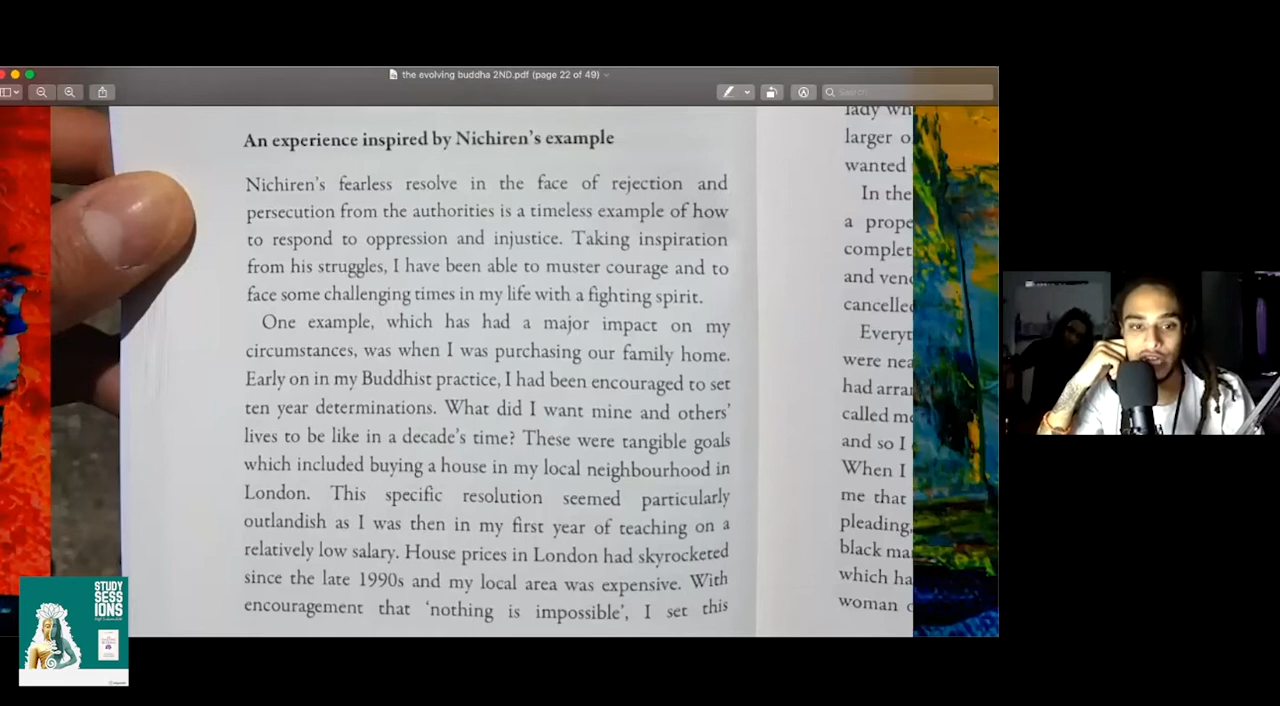 the evolving buddha 2ND.pdf (page 22 of 49)
Search
An experience inspired by Nichiren's example
Nichiren's fearless resolve in the face of rejection and
persecution from the authorities is a timeless example of how
to respond to oppression and injustice. Taking inspiration
from his struggles, I have been able to muster courage and to
face some challenging times in my life with a fighting spirit.
One example, which has had a major impact on my
circumstances, was when I was purchasing our family home.
Early on in my Buddhist practice, I had been encouraged to set
ten year determinations. What did I want mine and others'
lives to be like in a decade's time? These were tangible goals
which included buying a house in my local neighbourhood in
London. This specific resolution seemed particularly
outlandish as I was then in my first year of teaching on a
relatively low salary. House prices in London had skyrocketed
since the late 1990s and my local area was expensive. With
encouragement that 'nothing is impossible', I set this
lady wh
larger o
wanted
In the
a prope
complet
and vend
cancelled
Everyt
were nea
had arra
called me
and so I
When I
me that
pleading,
black ma
which ha
woman o
STUDY
SESS
IONS